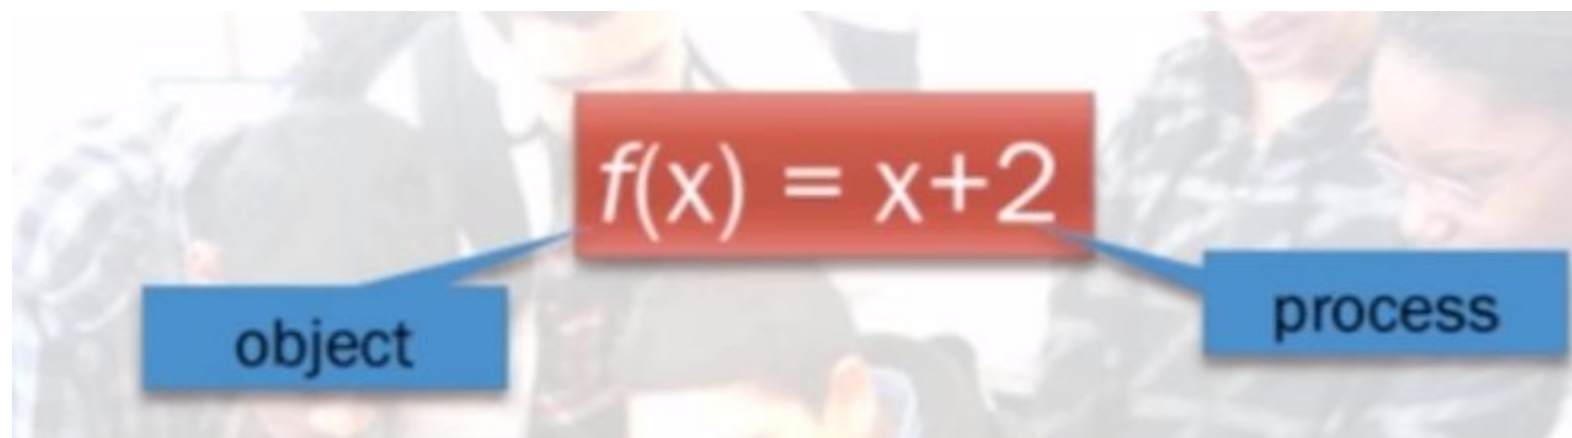 f(x) = x+2
object
process